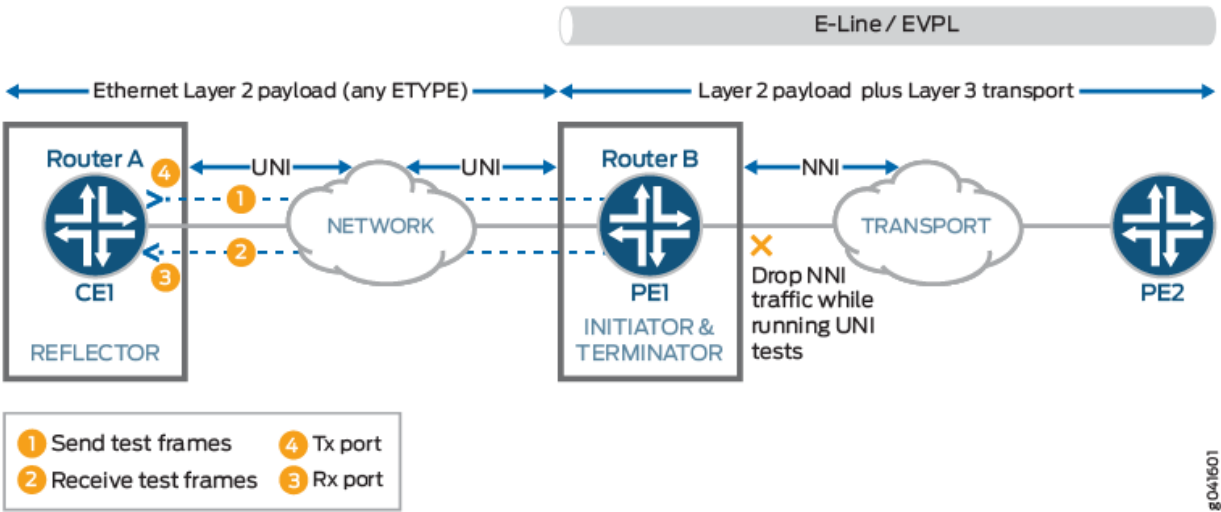 E-Line / EVPL
Ethernet Layer 2 payload (any ETYPE)
Layer 2 payload plus Layer 3 transport
Router A
4
UNI
UNI
Router B
NNI
1
NETWORK
TRANSPORT
2
3
CE1
PE1
PE2
Drop NNI
traffic while
running UNI
tests
REFLECTOR
INITIATOR &
TERMINATOR
1 Send test frames
4 Tx port
2 Receive test frames
3 Rx port
g041601